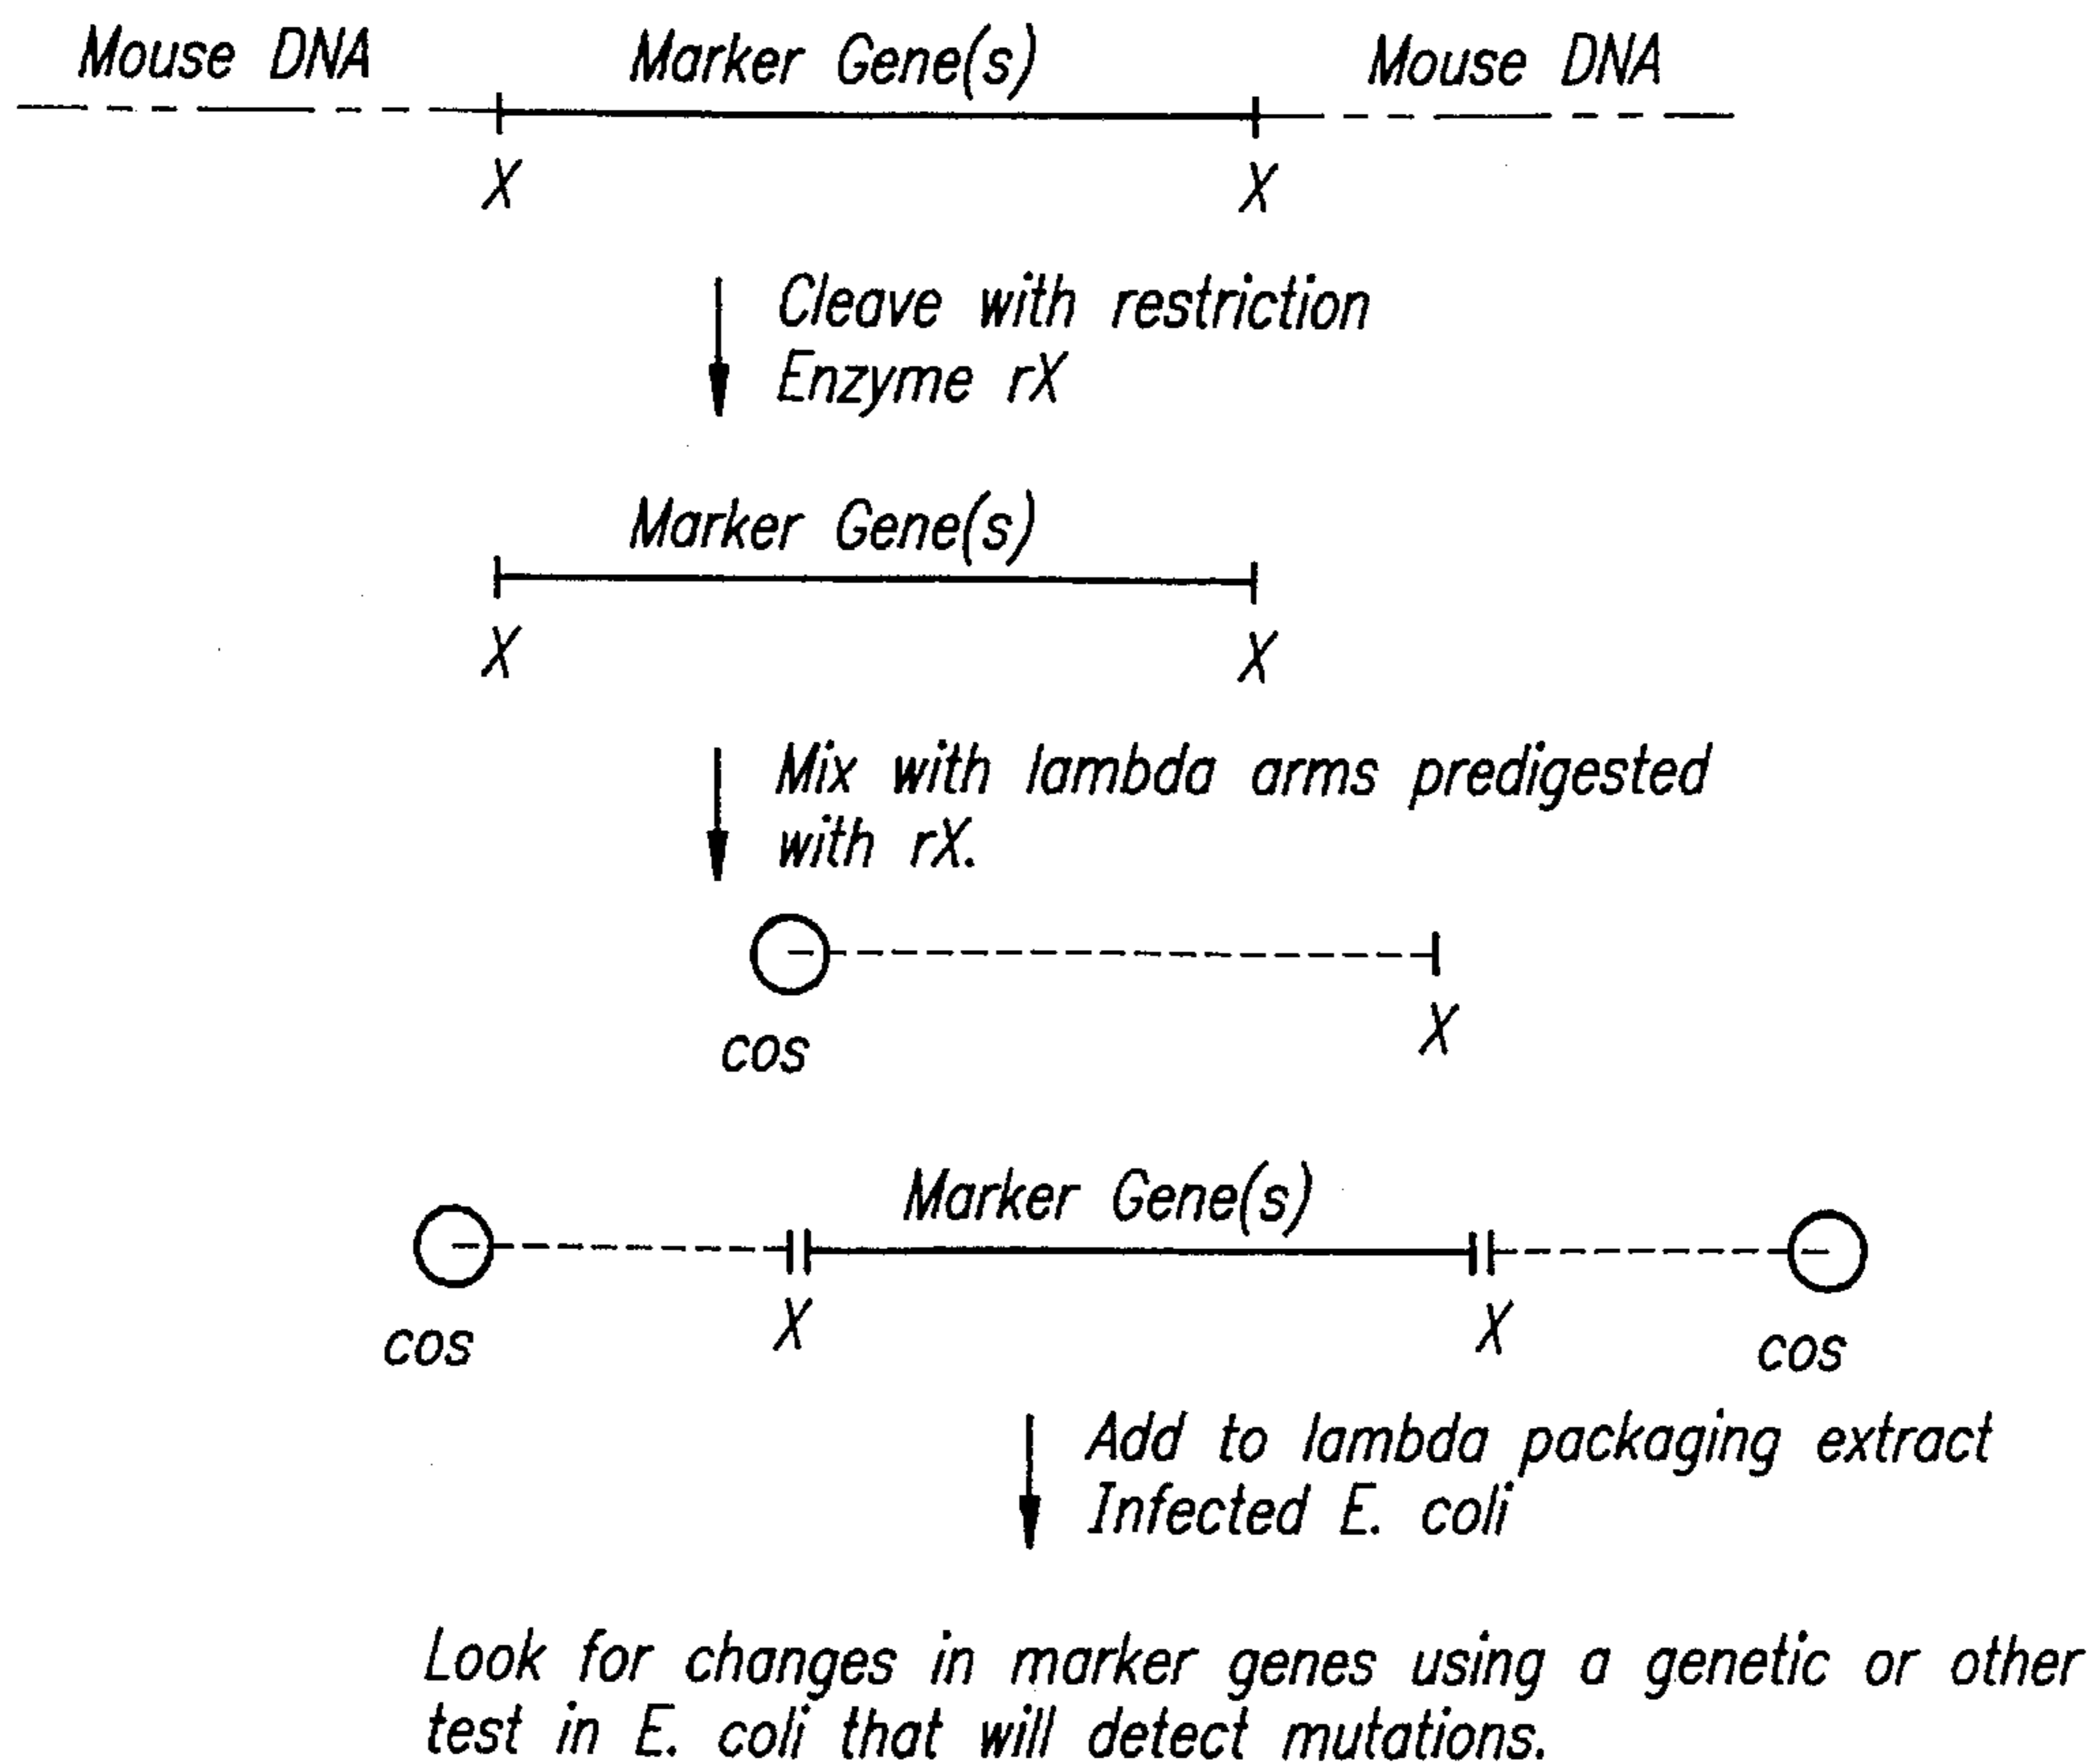 Mouse DNA Marker Gene(s) Mouse DNA
X X
Cleave with restriction
Enzyme rX
Marker Gene(s)
X X
Mix with lambda arms predigested
with rX.
X
cos
Marker Gene(s)
X X
cos cos
Add to lambda packaging extract
Infected E. coli
Look for changes in marker genes using a genetic or other
test in E. coli that will detect mutations.